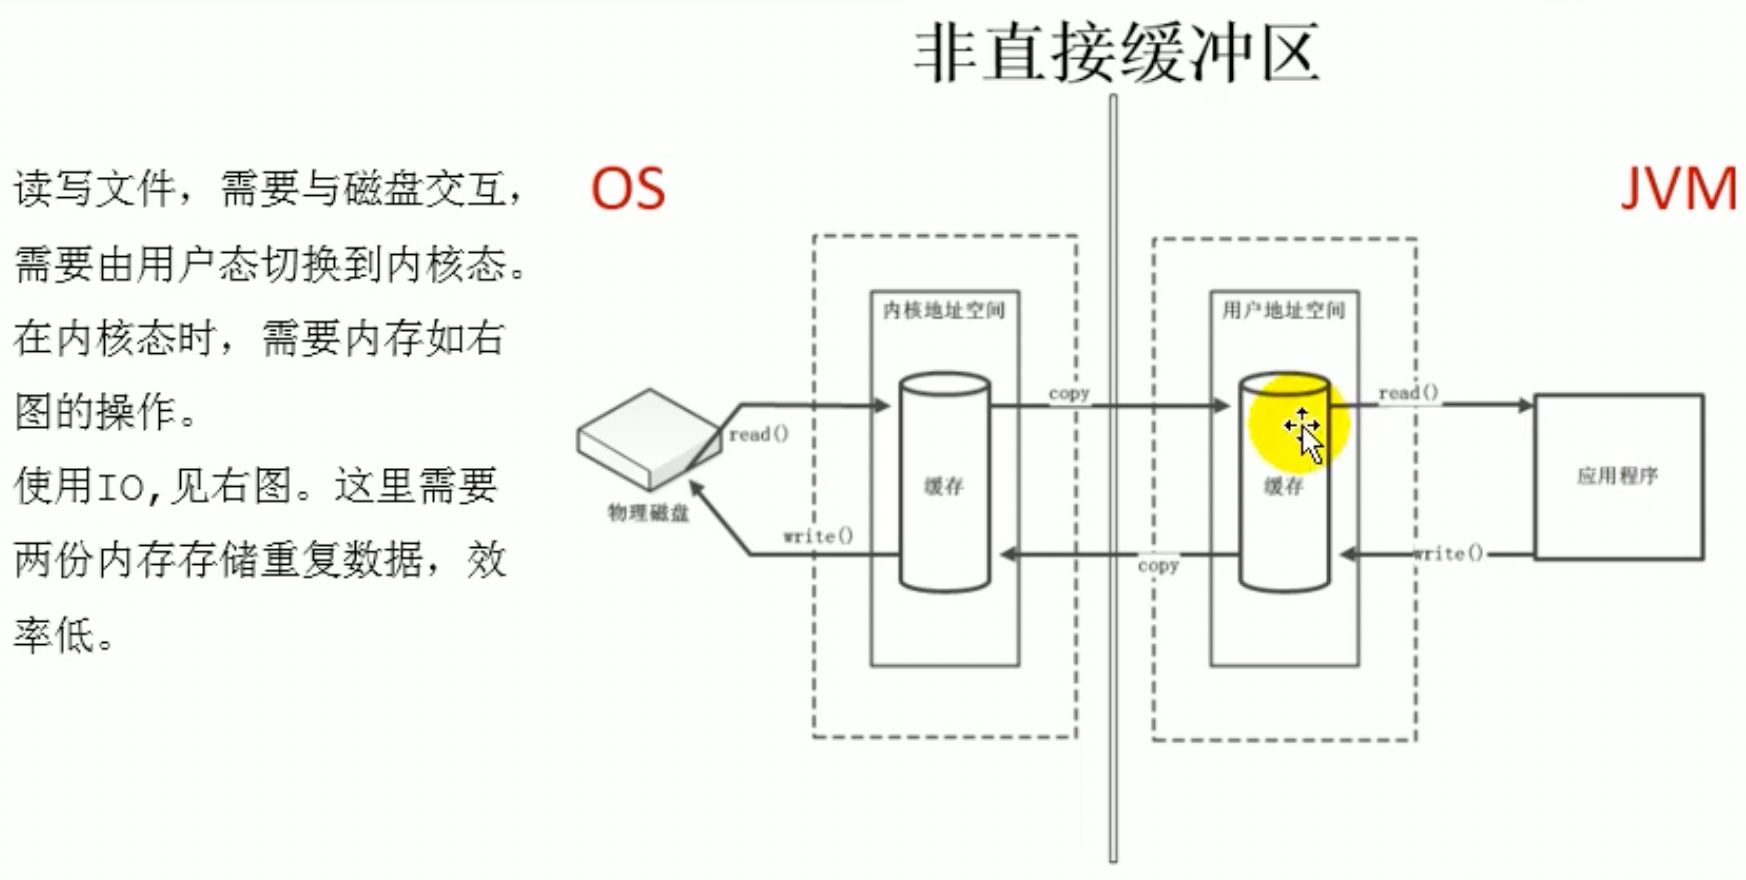 非直接缓冲区
读写文件，需要与磁盘交互，
需要由用户态切换到内核态。
在内核态时，需要内存如右
图的操作。
使用IO,见右图。这里需要
两份内存存储重复数据，效
率低。
OS
JVM
内核地址空间
用户地址空间
copy
read()
read()
缓存
缓存
应用程序
物理磁盘
write()
copy
write()